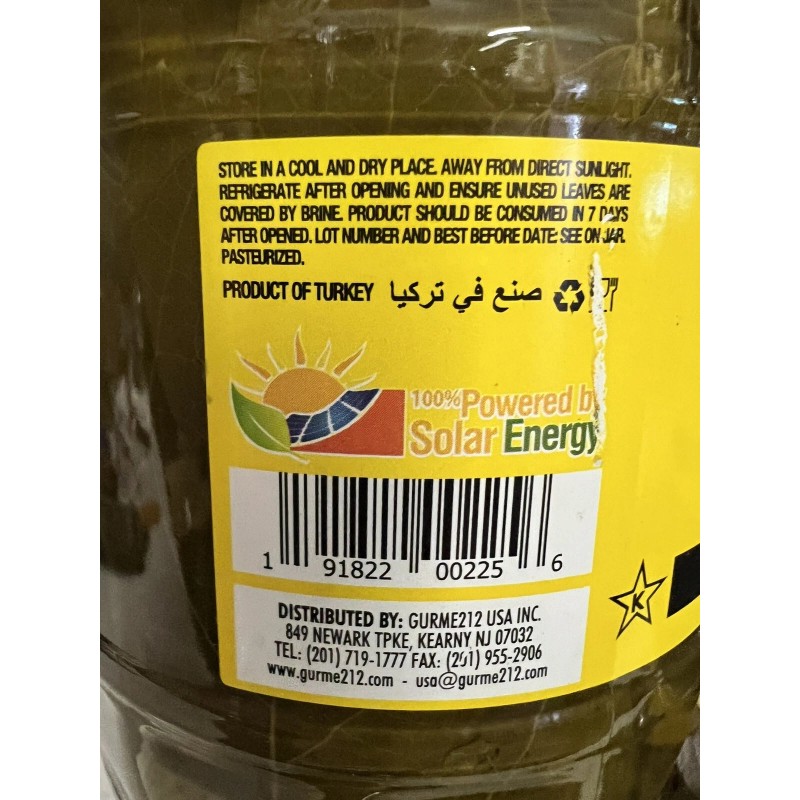 STORE IN A COOL AND DRY PLACE. AWAY FROM DIRECT SUNLIGHT.
REFRIGERATE AFTER OPENING AND ENSURE UNUSED LEAVES ARE
COVERED BY BRINE. PRODUCT SHOULD BE CONSUMED IN 7 DAYS
AFTER OPENED. LOT NUMBER AND BEST BEFORE DATE: SEE ON JAR.
PASTEURIZED.
PRODUCT OF TURKEY صنع في تركيا
100% Powered by
Solar Energy
1 91822 00225 6
K
DISTRIBUTED BY: GURME212 USA INC.
849 NEWARK TPKE, KEARNY NJ 07032
TEL: (201) 719-1777 FAX: (201) 955-2906
www.gurme212.com - usa@gurme212.com